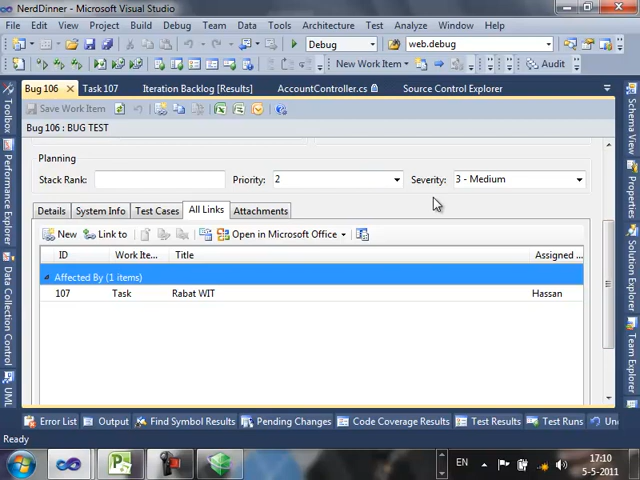 NerdDinner - Microsoft Visual Studio
File Edit View Project Build Debug Team Data Tools Architecture Test Analyze Window Help
Debug web.debug
New Work Item Audit
Bug 106 Task 107 Iteration Backlog [Results] AccountController.cs Source Control Explorer
Save Work Item
Bug 106 : BUG TEST
Planning
Stack Rank: Priority: 2 Severity: 3 - Medium
Details System Info Test Cases All Links Attachments
New Link to Open in Microsoft Office
ID Work Ite... Title Assigned ...
Affected By (1 items)
107 Task Rabat WIT Hassan
Toolbox
Performance Explorer
Data Collection Control
UML
Schema View
Properties
Solution Explorer
Team Explorer
Error List Output Find Symbol Results Pending Changes Code Coverage Results Test Results Test Runs
Ready
EN 17:10
5-5-2011